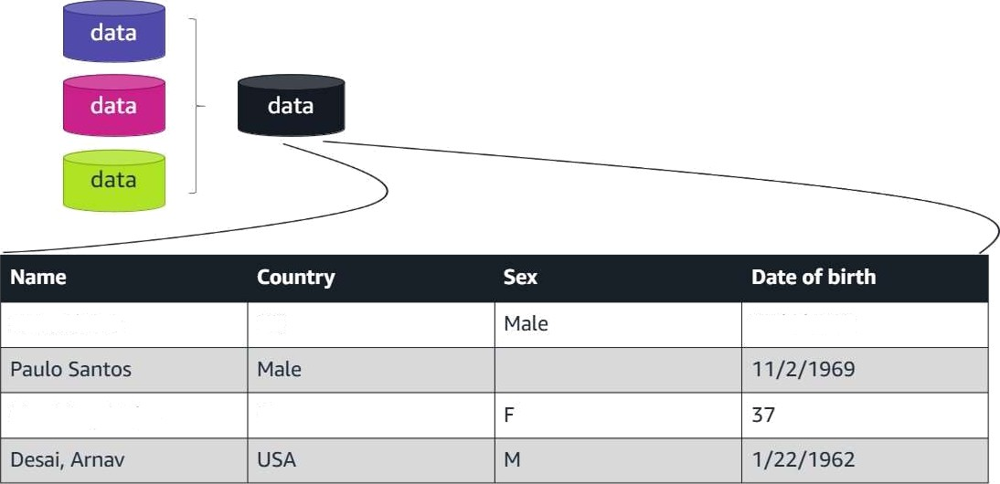 data
data
data
data
Name Country Sex Date of birth
Male
Paulo Santos Male 11/2/1969
F 37
Desai, Arnav USA M 1/22/1962